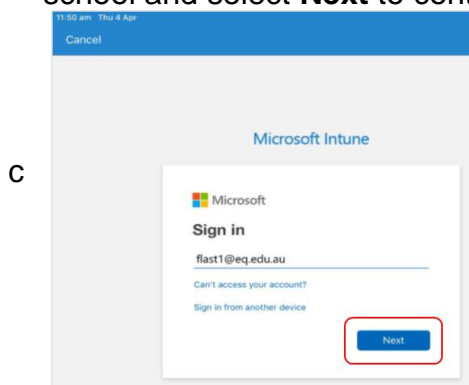 school and select Next to cont
11:50 am Thu 4 Apr
Cancel
Microsoft Intune
c
Microsoft
Sign in
flast1@eq.edu.au
Can't access your account?
Sign in from another device
Next